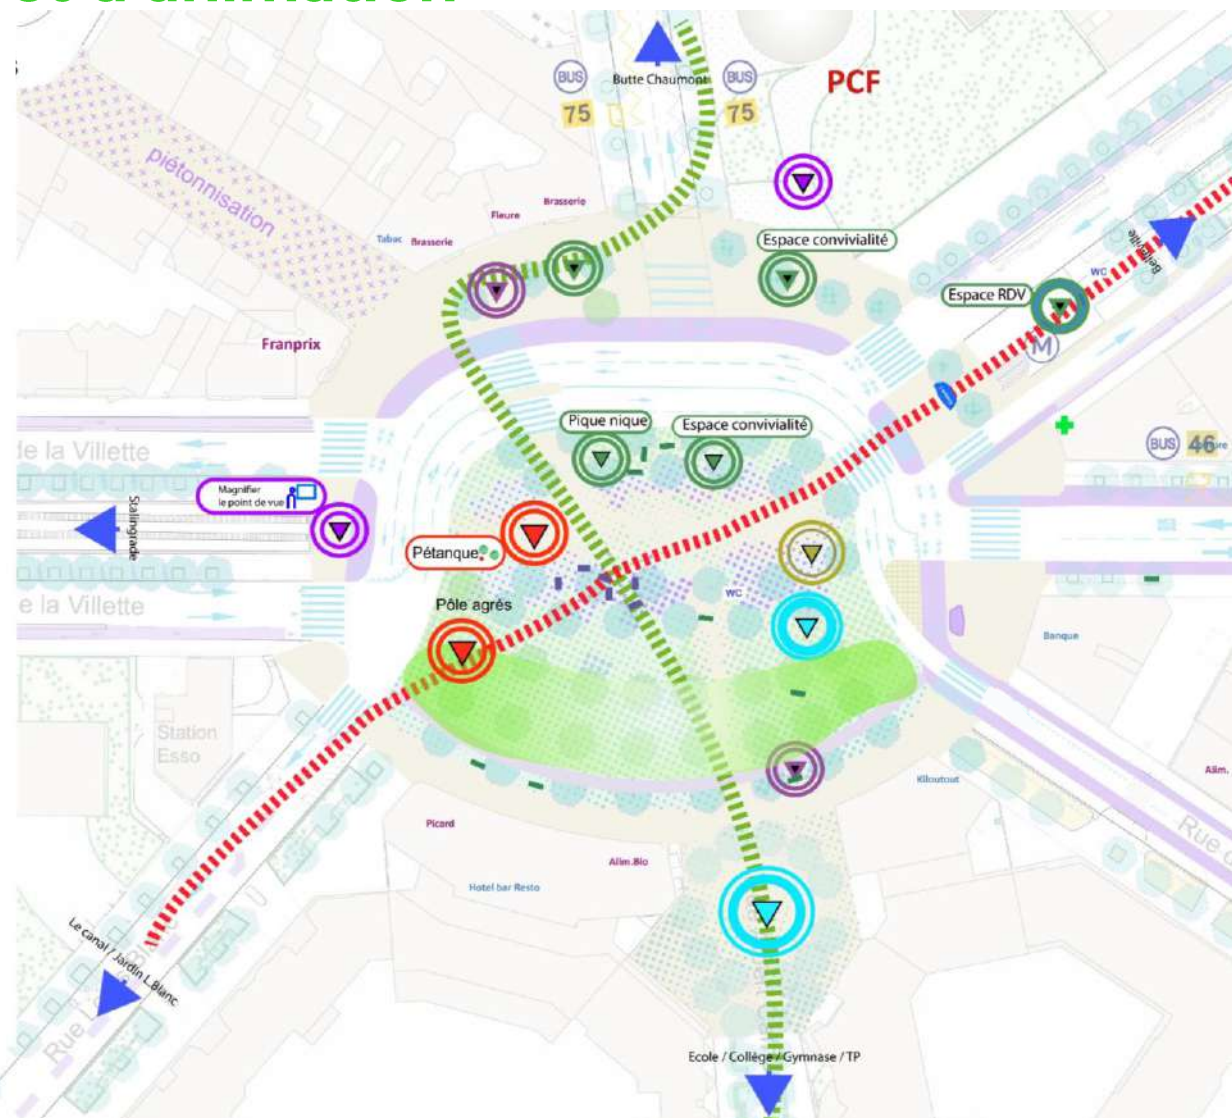 et d'animation
BUS
Butte Chaumont
BUS
PCF
75
75
piétonnisation
Fleure
Brasserie
Tabac
Brasserie
Espace convivialité
WC
Espace RDV
Franprix
M
Pique nique
Espace convivialité
de la Villette
BUS
46
Magnifier
le point de vue
Stalingrade
Pétanque
WC
e la Villette
Pôle agrès
Banque
Station
Esso
Alim.
Kiloutout
Picard
Rue
Alim.Bio
Hotel bar Resto
Le canal / Jardin L.Blanc
Rue
Ecole / Collège / Gymnase / TP